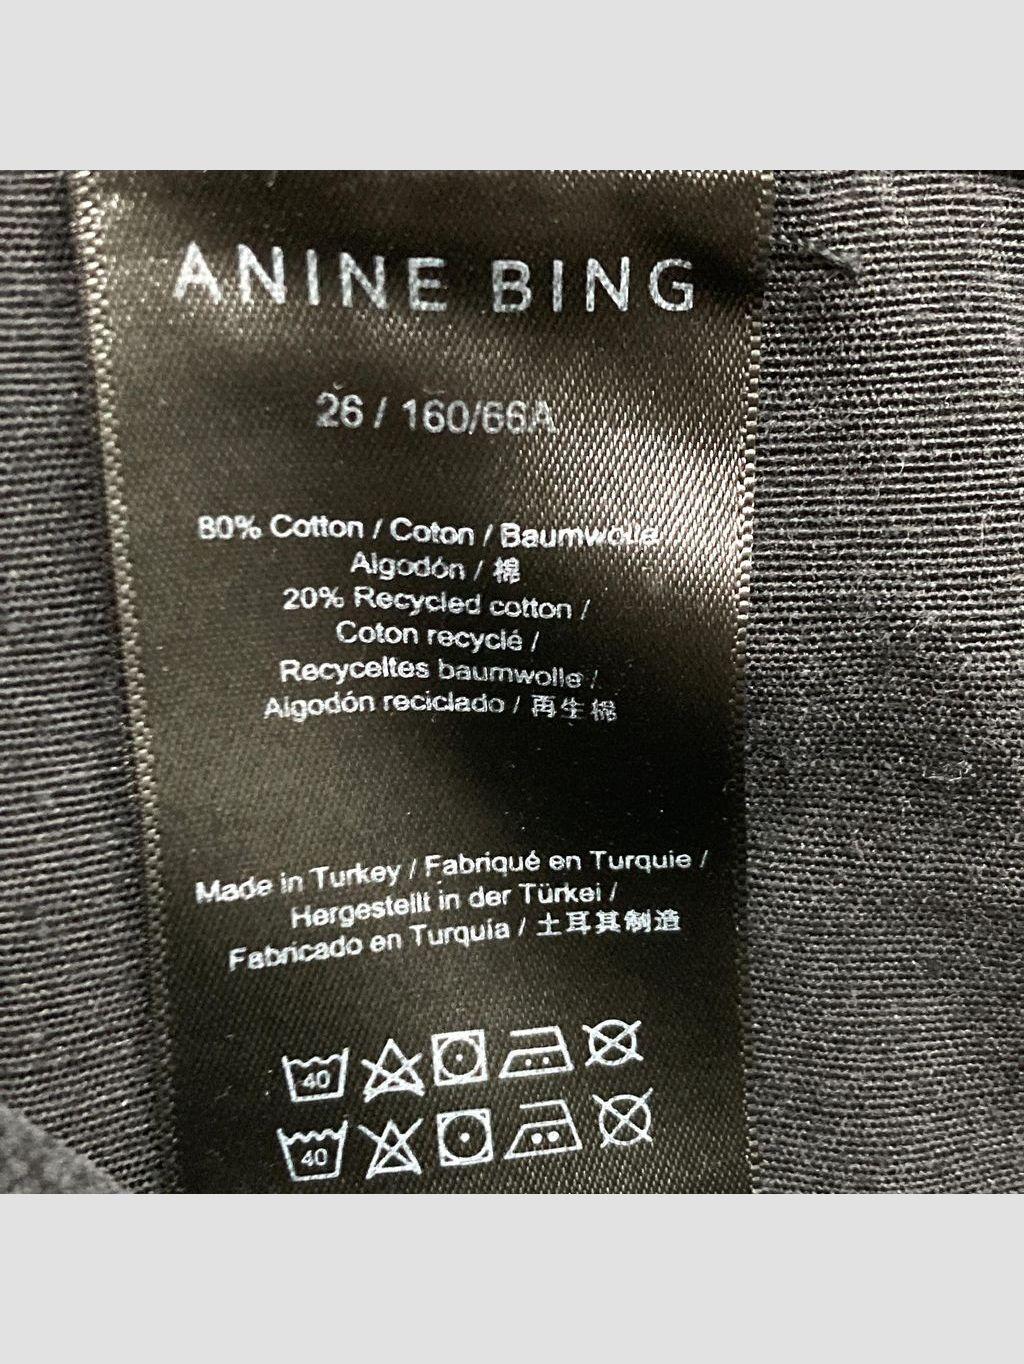 ANINE BING
26 / 160/66A
80% Cotton / Coton / Baumwolle
Algodón / 棉
20% Recycled cotton /
Coton recyclé /
Recyceltes baumwolle /
Algodón reciclado / 再生棉
Made in Turkey / Fabriqué en Turquie /
Hergestellt in der Türkei /
Fabricado en Turquía / 土耳其制造
40
40